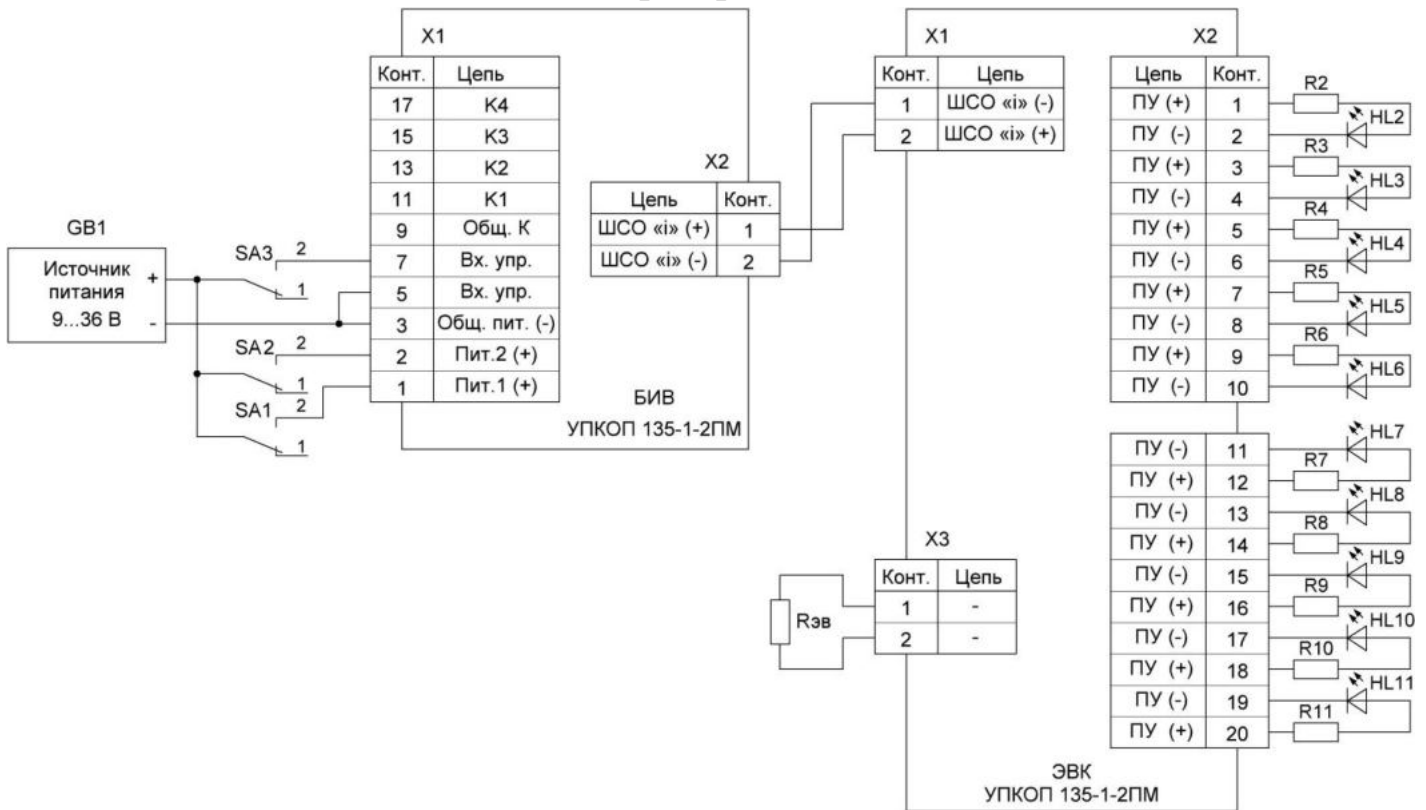 GB1
Источник
питания
9...36 В
+
-
SA3 2
1
SA2 2
1
SA1 2
1
X1
Конт. Цепь
17 К4
15 К3
13 К2
11 К1
9 Общ. К
7 Вх. упр.
5 Вх. упр.
3 Общ. пит. (-)
2 Пит.2 (+)
1 Пит.1 (+)
X2
Цепь Конт.
ШСО «i» (+) 1
ШСО «i» (-) 2
БИВ
УПКОП 135-1-2ПМ
X1
Конт. Цепь
1 ШСО «i» (-)
2 ШСО «i» (+)
X3
Конт. Цепь
1 -
2 -
Rэв
X2
Цепь Конт.
ПУ (+) 1
ПУ (-) 2
ПУ (+) 3
ПУ (-) 4
ПУ (+) 5
ПУ (-) 6
ПУ (+) 7
ПУ (-) 8
ПУ (+) 9
ПУ (-) 10
ПУ (-) 11
ПУ (+) 12
ПУ (-) 13
ПУ (+) 14
ПУ (-) 15
ПУ (+) 16
ПУ (-) 17
ПУ (+) 18
ПУ (-) 19
ПУ (+) 20
R2
HL2
R3
HL3
R4
HL4
R5
HL5
R6
HL6
HL7
R7
HL8
R8
HL9
R9
HL10
R10
HL11
R11
ЭВК
УПКОП 135-1-2ПМ